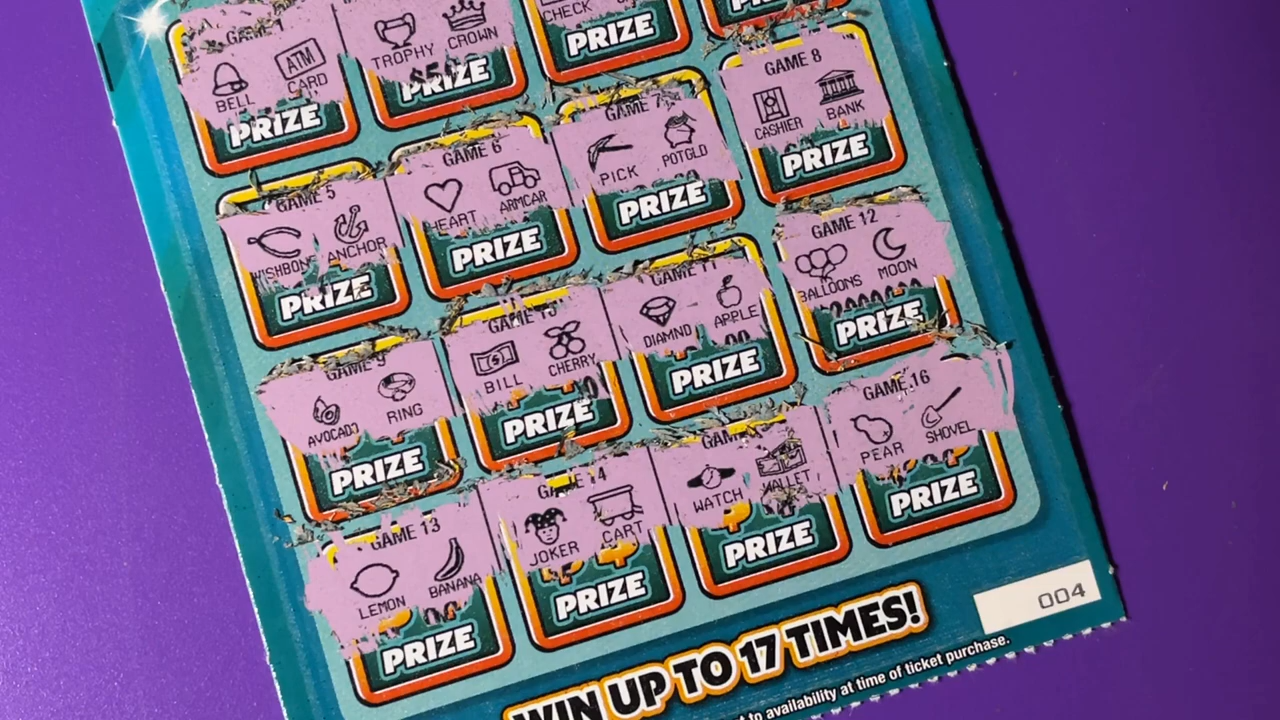 BELL ATM CARD
PRIZE
TROPHY CROWN
PRIZE
CHECK
PRIZE
GAME 5
WISHBON ANCHOR
PRIZE
GAME 6
HEART ARMCAR
PRIZE
GAME 7
PICK POTGLD
PRIZE
GAME 8
CASHIER BANK
PRIZE
GAME 9
AVOCADO RING
PRIZE
GAME 10
BILL CHERRY
PRIZE
GAME 11
DIAMND APPLE
PRIZE
GAME 12
BALLOONS MOON
PRIZE
GAME 13
LEMON BANANA
PRIZE
GAME 14
JOKER CART
PRIZE
WATCH WALLET
PRIZE
GAME 16
PEAR SHOVEL
PRIZE
004
WIN UP TO 17 TIMES!
to availability at time of ticket purchase.